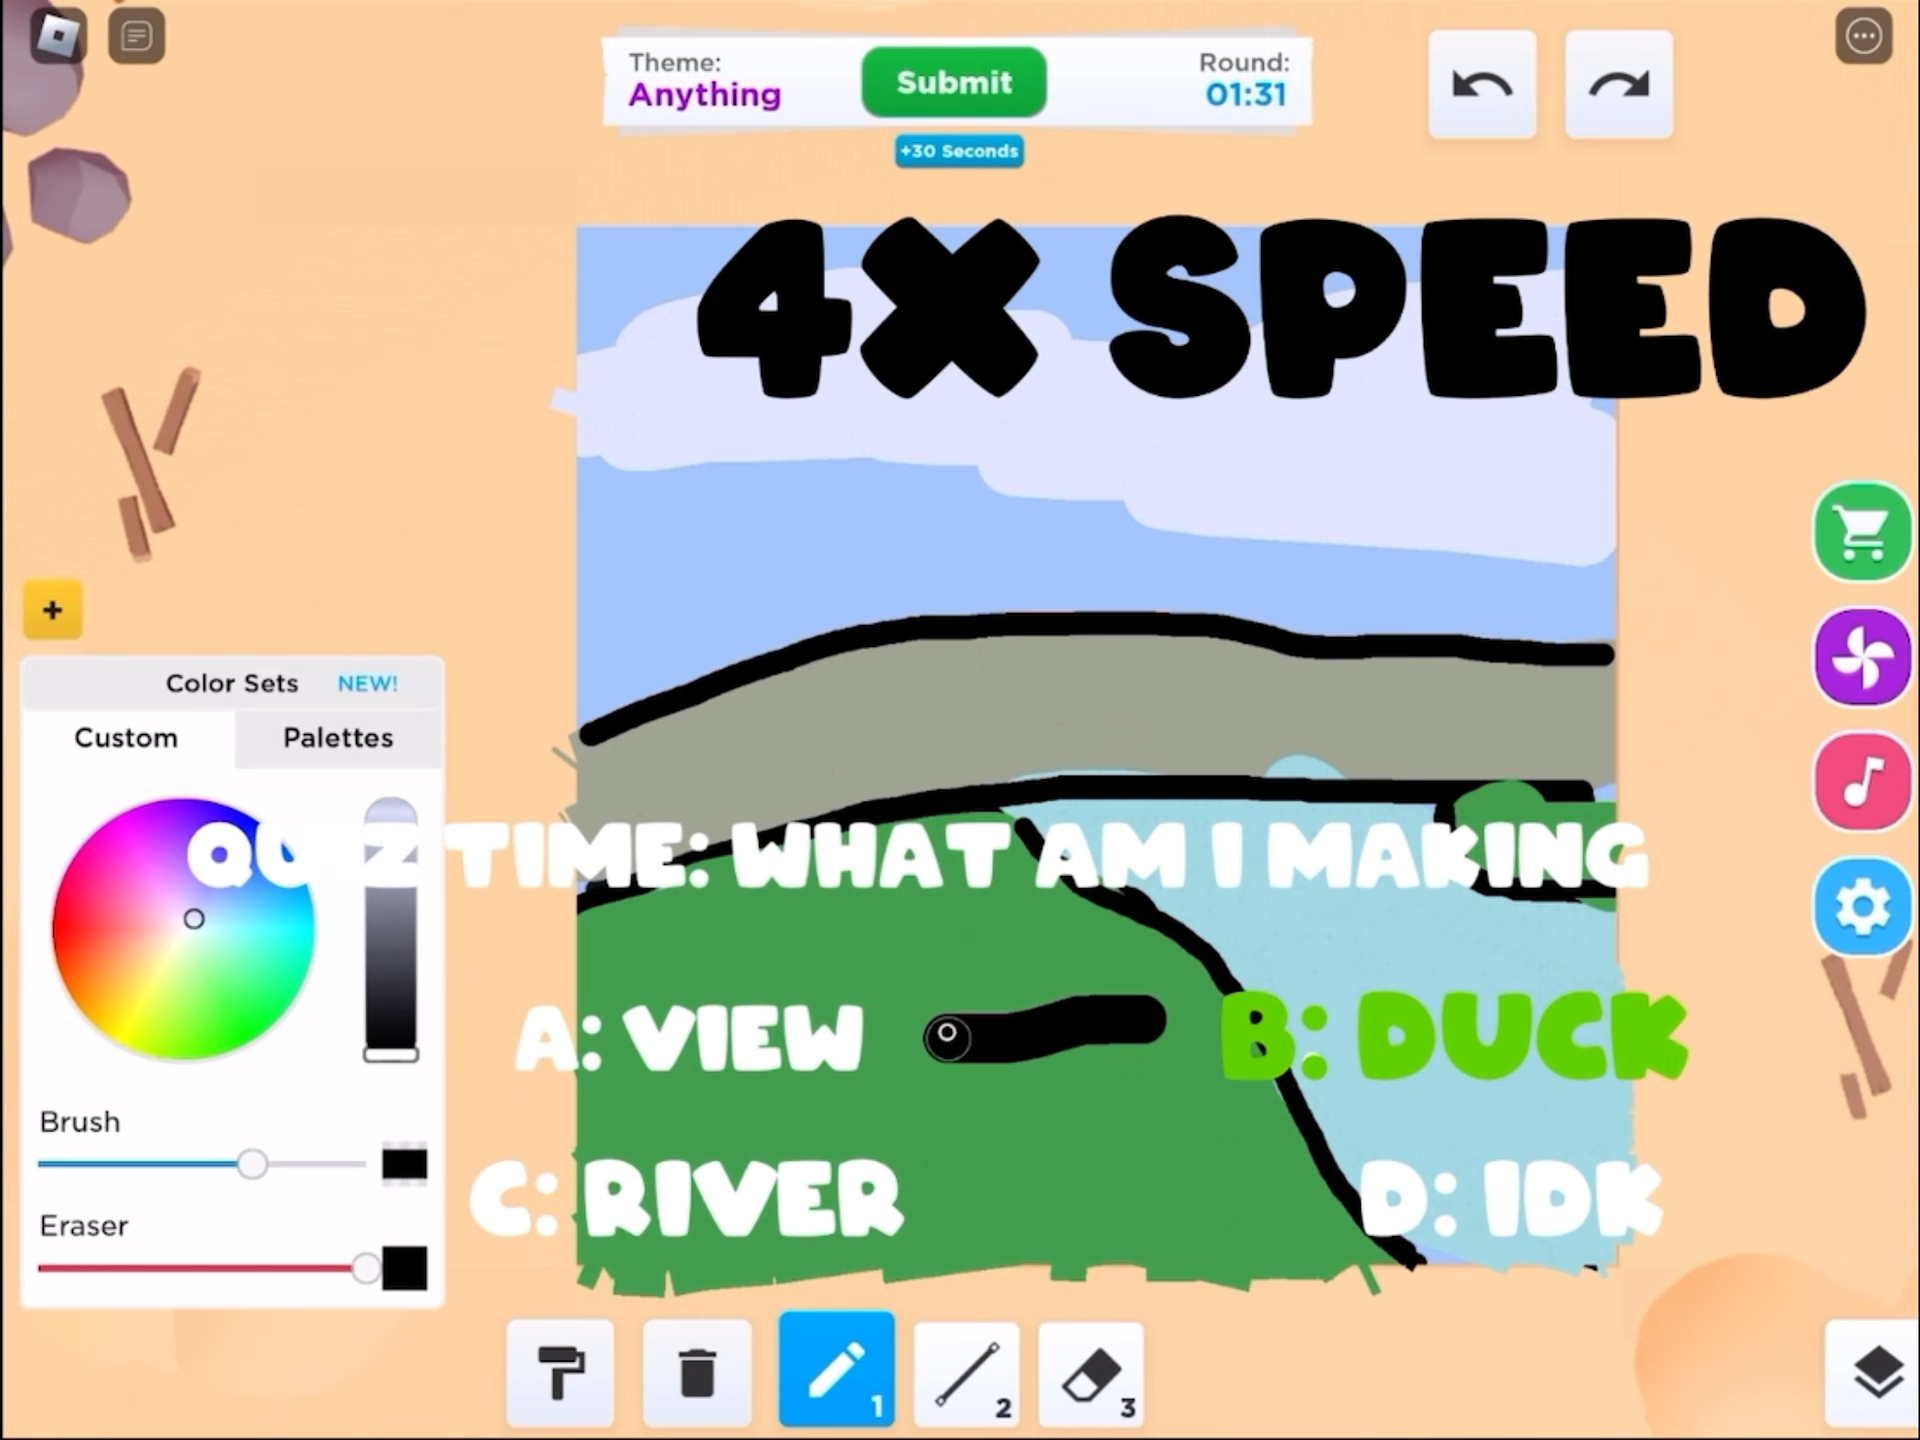 Theme:
Anything
Submit
Round:
01:31
+30 Seconds
4X SPEED
Color Sets NEW!
Custom Palettes
QUIZ TIME: WHAT AM I MAKING
A: VIEW
B: DUCK
C: RIVER
D: IDK
Brush
Eraser
1
2
3